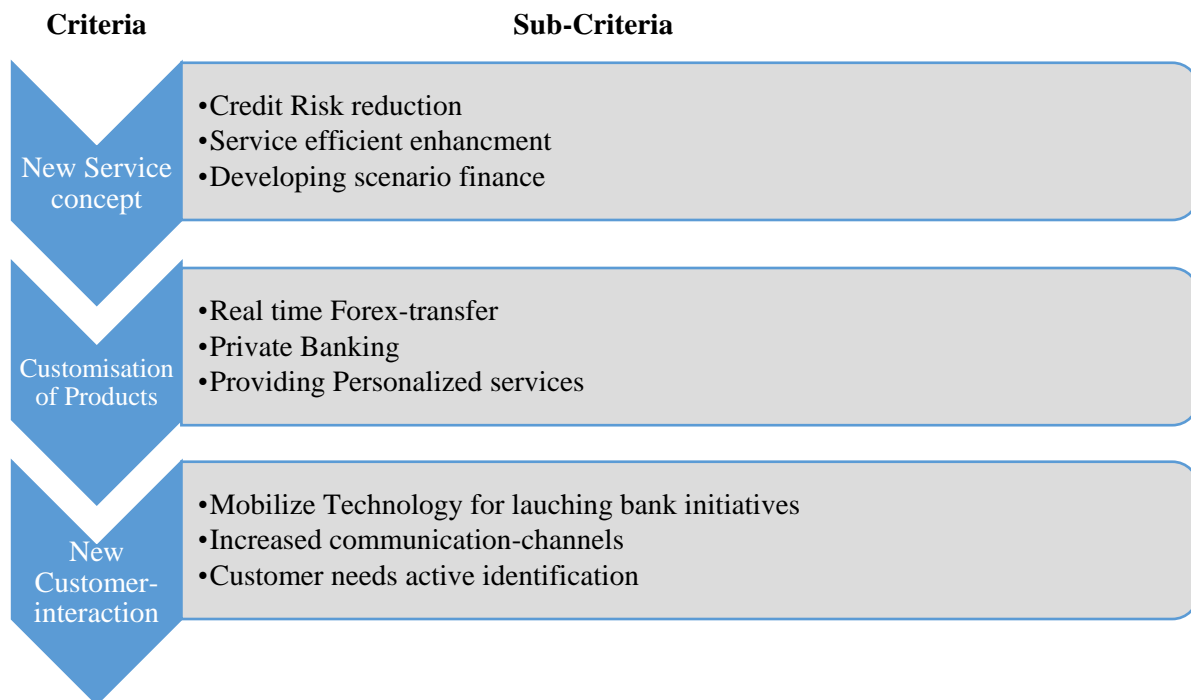 Criteria
Sub-Criteria
New Service
concept
•Credit Risk reduction
•Service efficient enhancment
•Developing scenario finance
Customisation
of Products
•Real time Forex-transfer
•Private Banking
•Providing Personalized services
New
Customer-
interaction
•Mobilize Technology for lauching bank initiatives
•Increased communication-channels
•Customer needs active identification